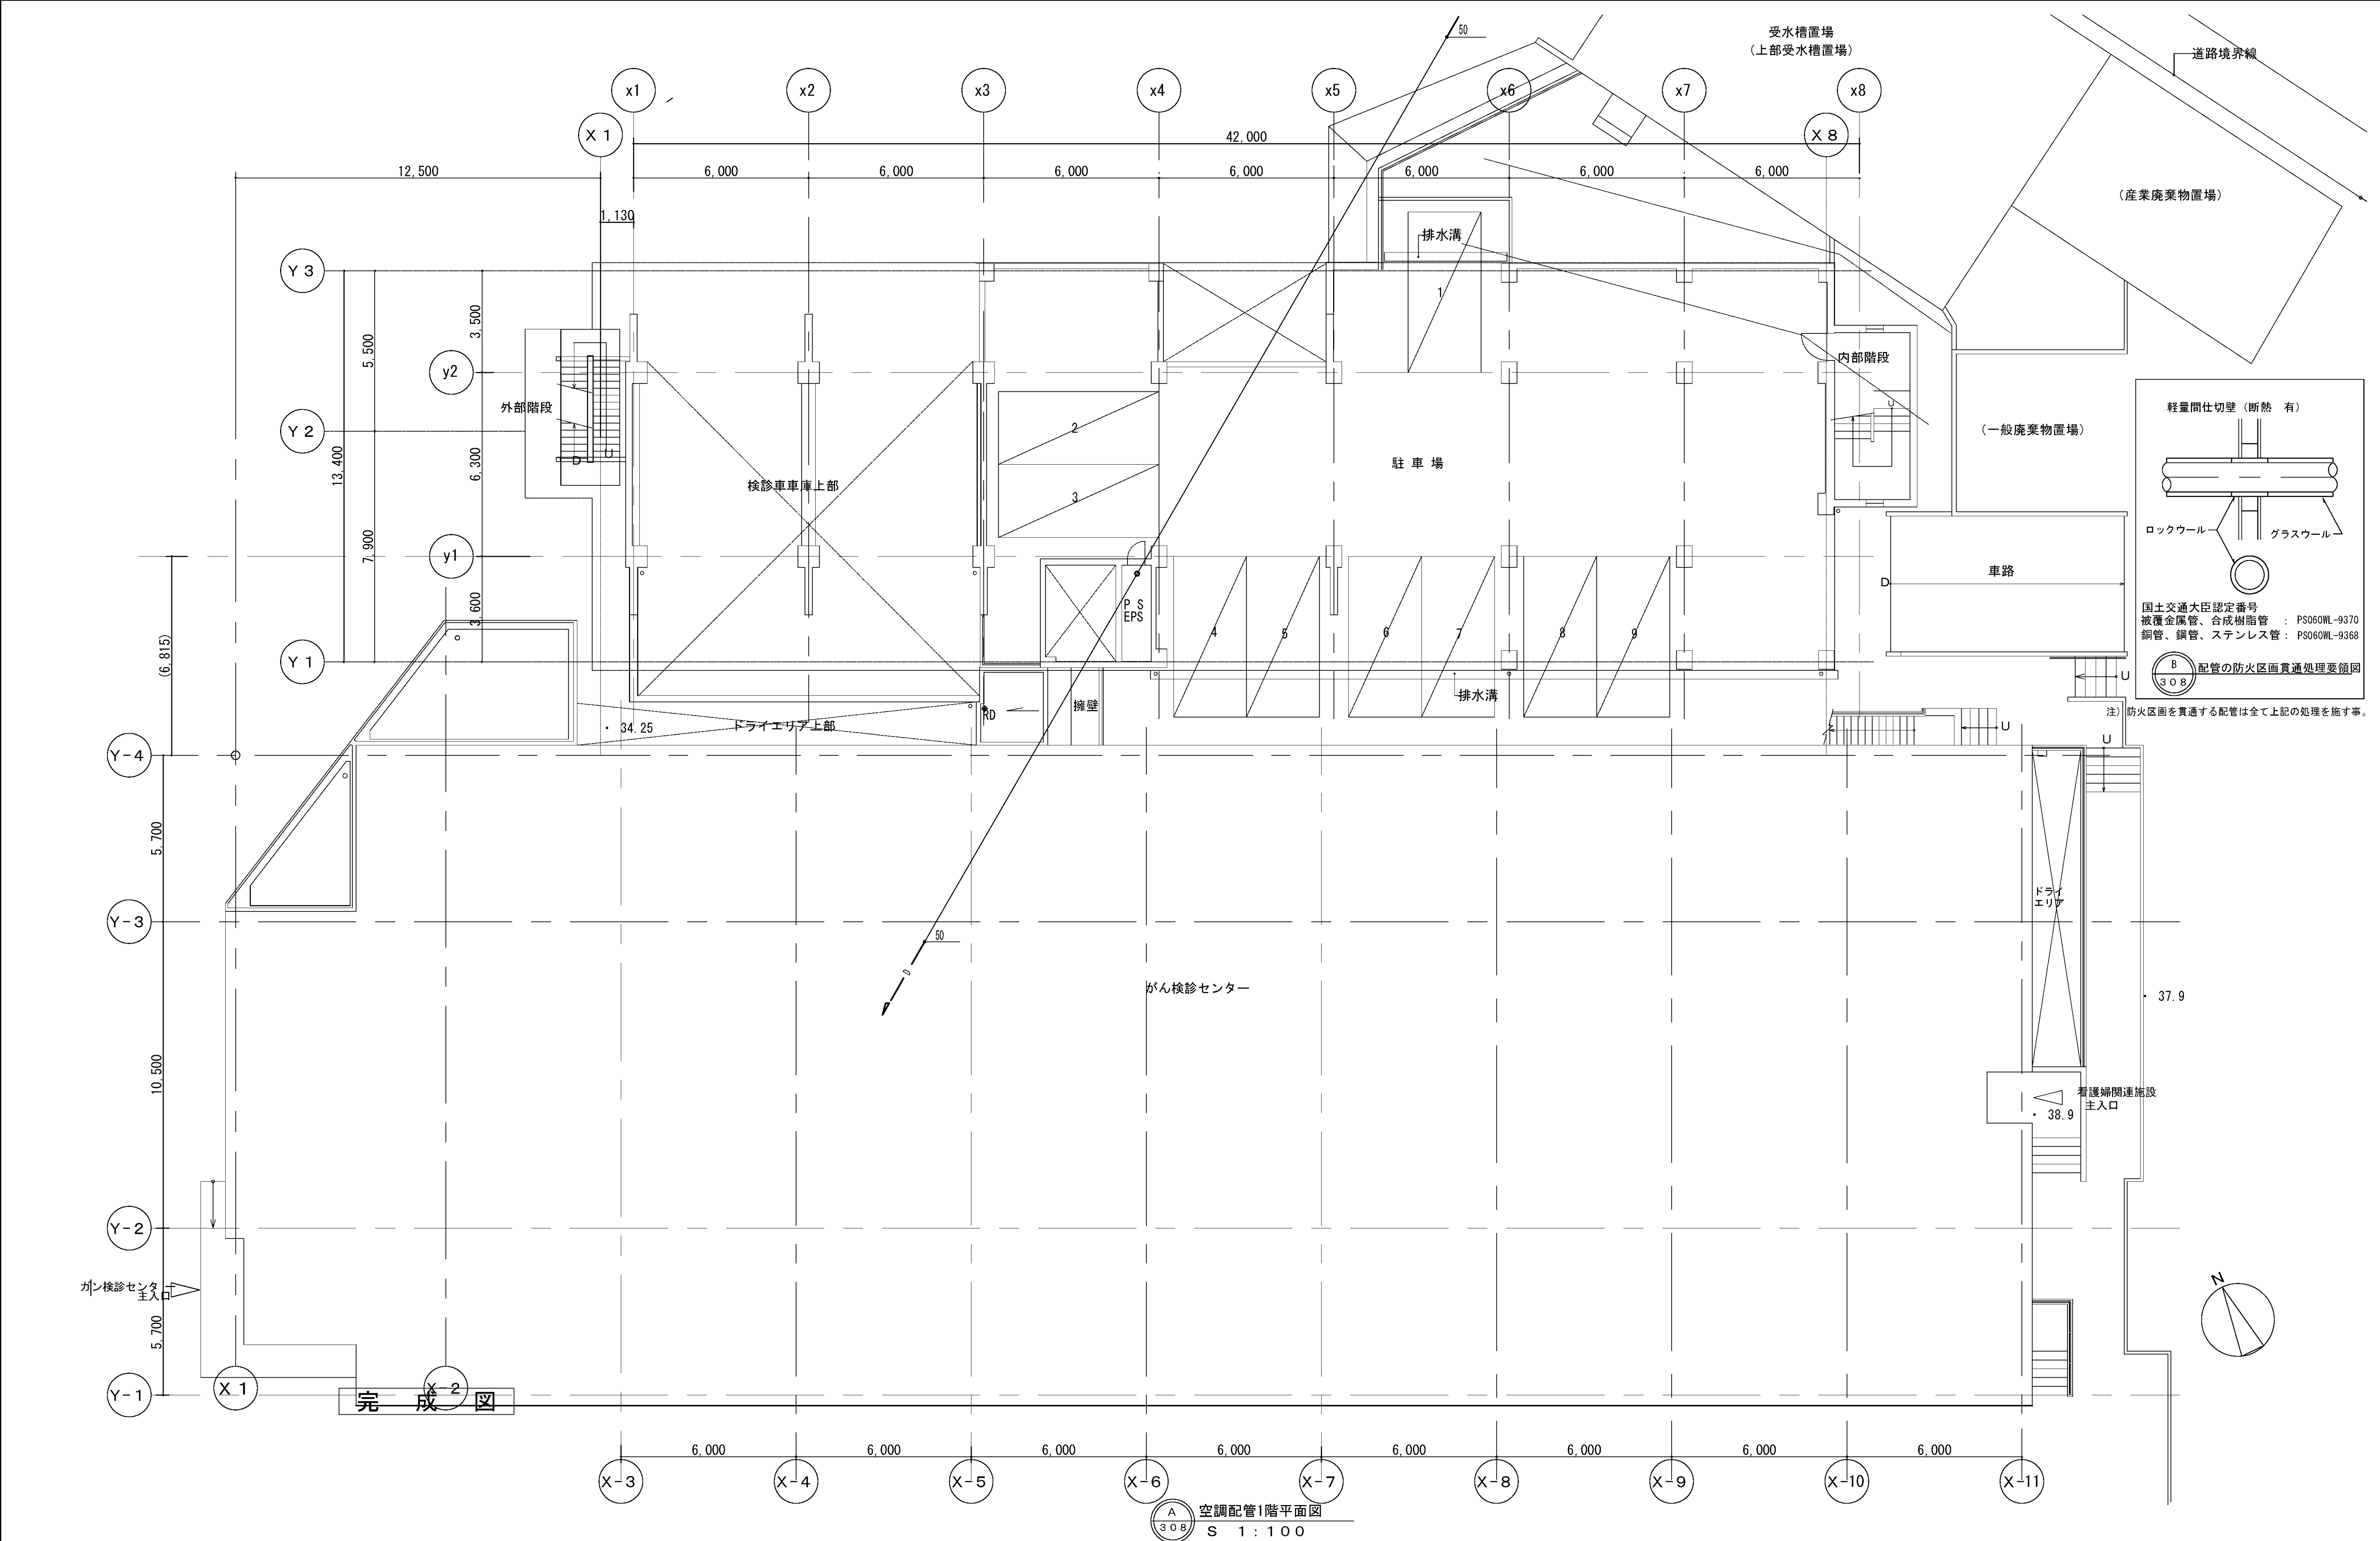 50
受水槽置場
(上部受水槽置場)
道路境界線
x1
x2
x3
x4
x5
x6
x7
x8
X 1
X 8
42,000
12,500
6,000
6,000
6,000
6,000
6,000
6,000
6,000
1,130
(産業廃棄物置場)
排水溝
Y 3
y2
Y 2
y1
Y 1
13,400
5,500
7,900
3,500
6,300
3,600
(6,815)
1
外部階段
D
U
検診車車庫上部
2
3
駐 車 場
内部階段
U
(一般廃棄物置場)
軽量間仕切壁(断熱 有)
ロックウール
グラスウール
国土交通大臣認定番号
被覆金属管、合成樹脂管 : PS060WL-9370
銅管、鋼管、ステンレス管: PS060WL-9368
B
308
配管の防火区画貫通処理要領図
注) 防火区画を貫通する配管は全て上記の処理を施す事。
車路
D
P S
EPS
4
5
6
7
8
9
U
排水溝
擁壁
RD
34.25
ドライエリア上部
U
U
Y-4
5,700
Y-3
10,500
Y-2
5,700
Y-1
ドライ
エリア
50
D
がん検診センター
37.9
看護婦関連施設
主入口
38.9
ガン検診センター
主入口
N
X 1
X-2
完 成 図
6,000
6,000
6,000
6,000
6,000
6,000
6,000
6,000
X-3
X-4
X-5
X-6
X-7
X-8
X-9
X-10
X-11
A
308
空調配管1階平面図
S 1:100